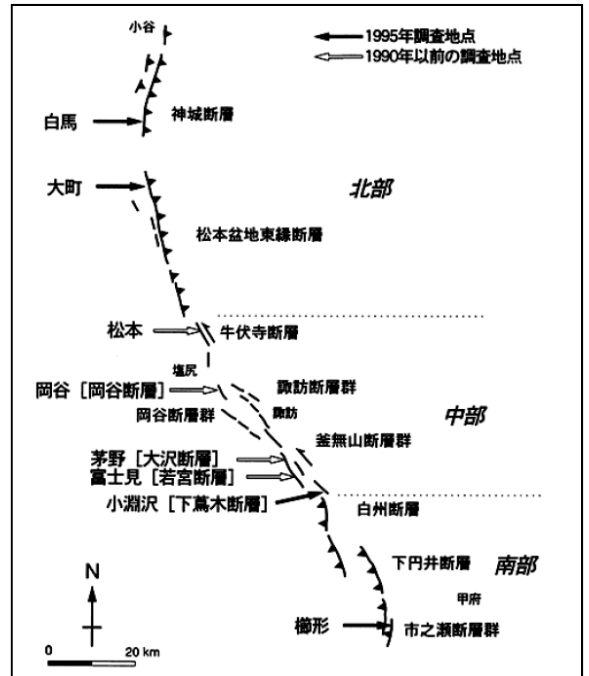 小谷
1995年調査地点
1990年以前の調査地点
神城断層
白馬
大町
北部
松本盆地東縁断層
松本
牛伏寺断層
塩尻
岡谷[岡谷断層]
諏訪断層群
岡谷断層群
諏訪
中部
釜無山断層群
茅野[大沢断層]
富士見[若宮断層]
小淵沢[下蔦木断層]
白州断層
下円井断層
南部
甲府
櫛形
市之瀬断層群
N
0
20 km